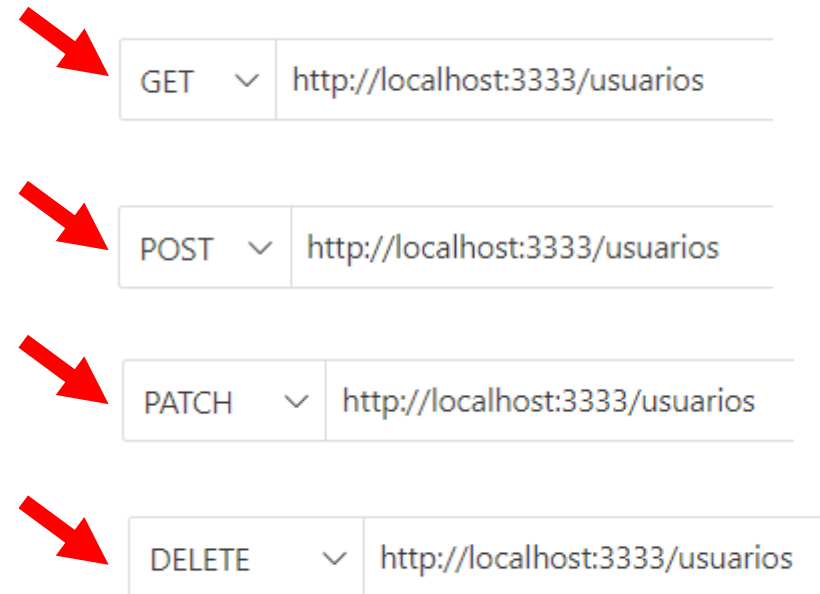 GET http://localhost:3333/usuarios
POST http://localhost:3333/usuarios
PATCH http://localhost:3333/usuarios
DELETE http://localhost:3333/usuarios